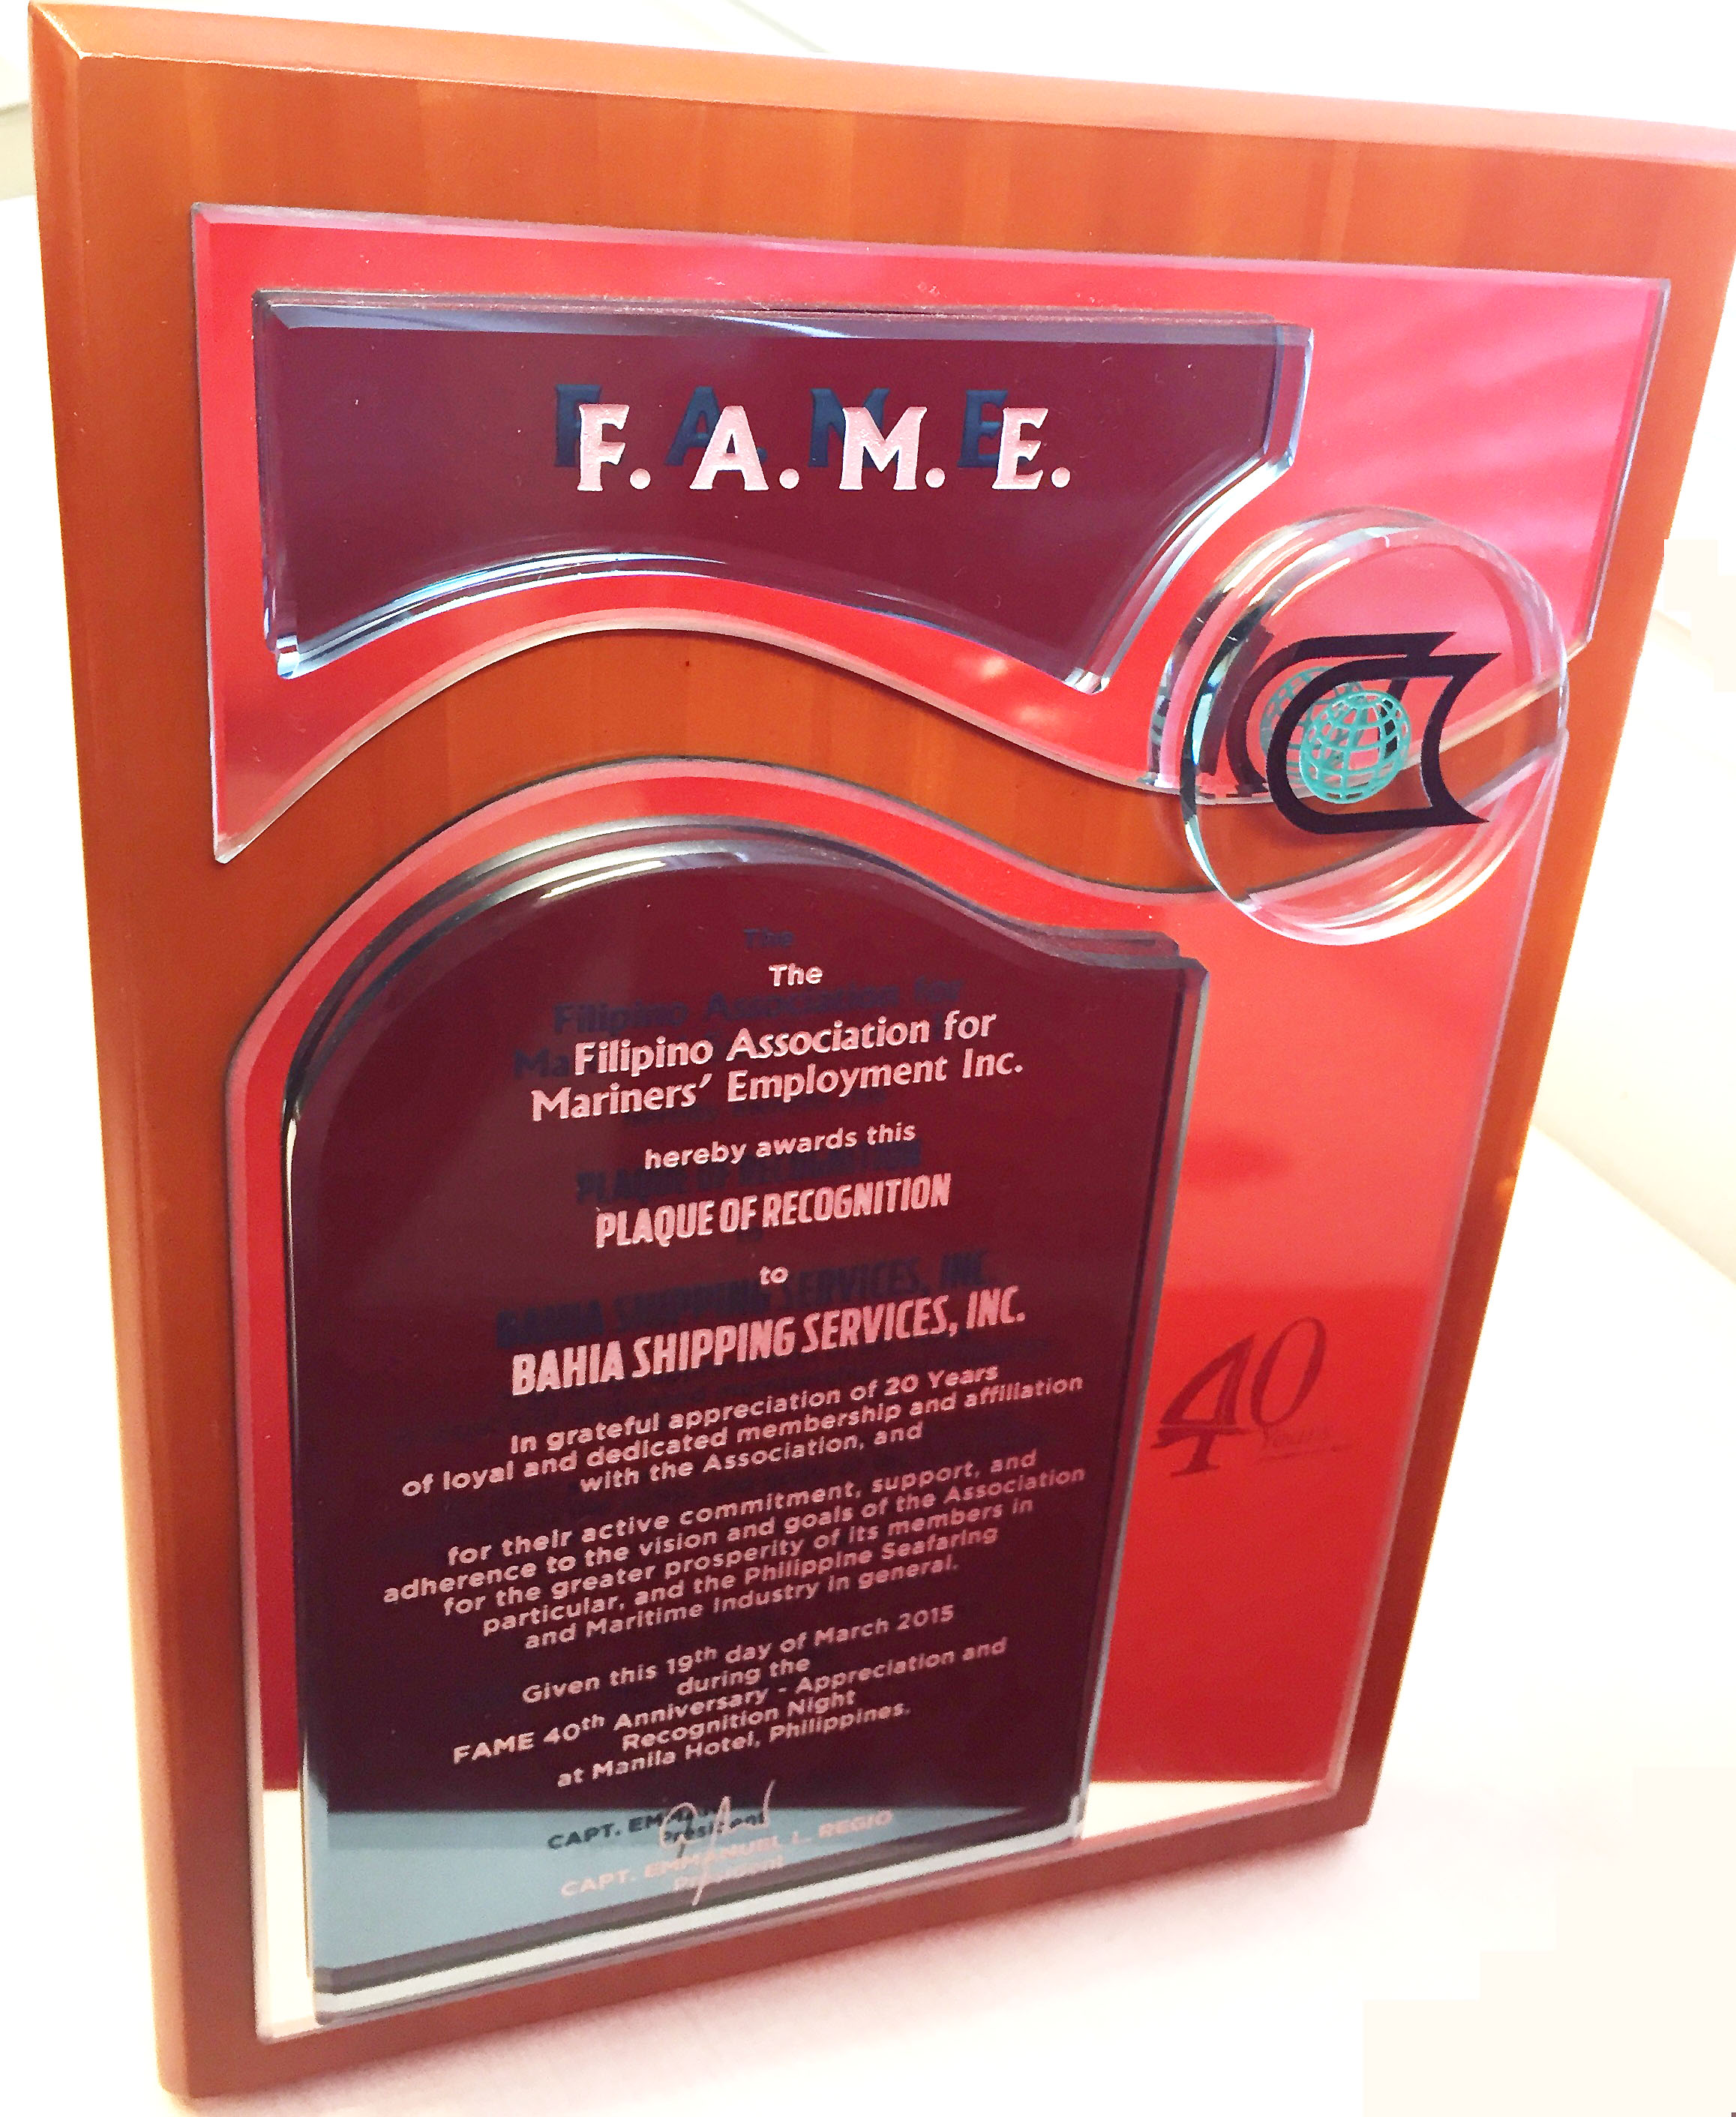 F. A. M. E.
The
Filipino Association for
Mariners' Employment Inc.
hereby awards this
PLAQUE OF RECOGNITION
to
BAHIA SHIPPING SERVICES, INC.
In grateful appreciation of 20 Years
of loyal and dedicated membership and affiliation
with the Association, and
for their active commitment, support, and
adherence to the vision and goals of the Association
for the greater prosperity of its members in
particular, and the Philippine Seafaring
and Maritime Industry in general.
Given this 19th day of March 2015
during the
FAME 40th Anniversary - Appreciation and
Recognition Night
at Manila Hotel, Philippines.
CAPT. EMMANUEL L. REGIO
President
40
Years